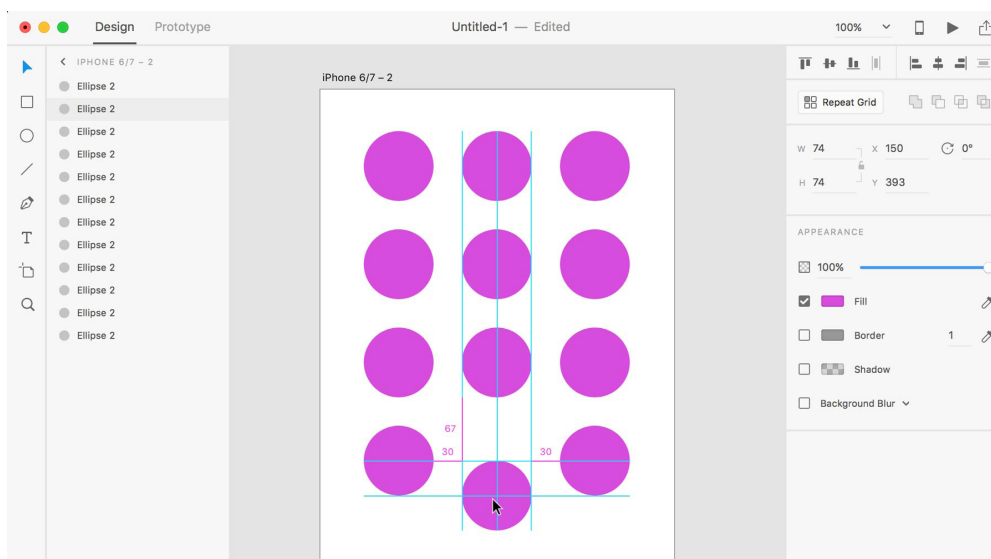 Design Prototype Untitled-1 — Edited 100%
IPHONE 6/7 – 2
Ellipse 2
Ellipse 2
Ellipse 2
Ellipse 2
Ellipse 2
Ellipse 2
Ellipse 2
Ellipse 2
Ellipse 2
Ellipse 2
Ellipse 2
Ellipse 2
iPhone 6/7 – 2
67
30 30
Repeat Grid
W 74 X 150 0°
H 74 Y 393
APPEARANCE
100%
Fill
Border 1
Shadow
Background Blur